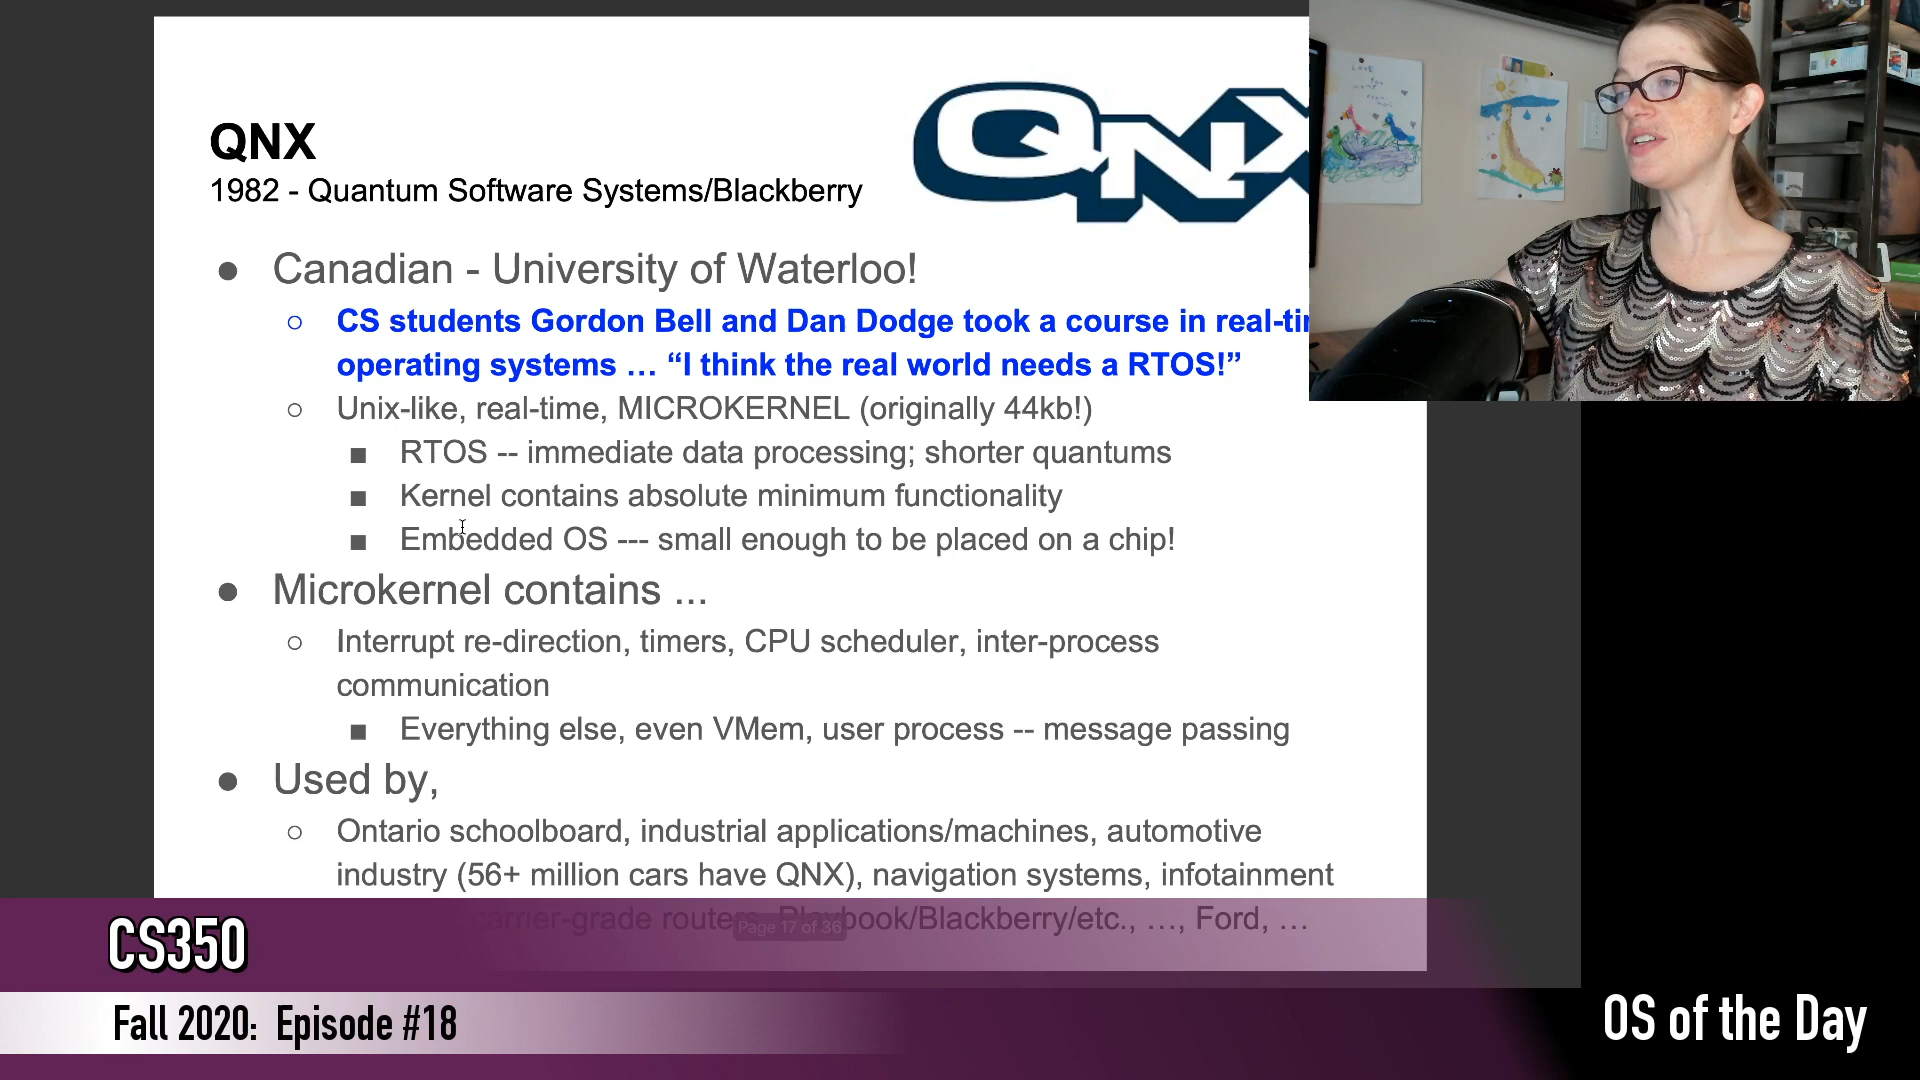 QNX
QNX
1982 - Quantum Software Systems/Blackberry
● Canadian - University of Waterloo!
○ CS students Gordon Bell and Dan Dodge took a course in real-
operating systems … “I think the real world needs a RTOS!”
○ Unix-like, real-time, MICROKERNEL (originally 44kb!)
■ RTOS -- immediate data processing; shorter quantums
■ Kernel contains absolute minimum functionality
■ Embedded OS --- small enough to be placed on a chip!
● Microkernel contains ...
○ Interrupt re-direction, timers, CPU scheduler, inter-process
communication
■ Everything else, even VMem, user process -- message passing
● Used by,
○ Ontario schoolboard, industrial applications/machines, automotive
industry (56+ million cars have QNX), navigation systems, infotainment
carrier-grade routers, Playbook/Blackberry/etc., …, Ford, …
Page 17 of 36
CS350
Fall 2020: Episode #18
OS of the Day